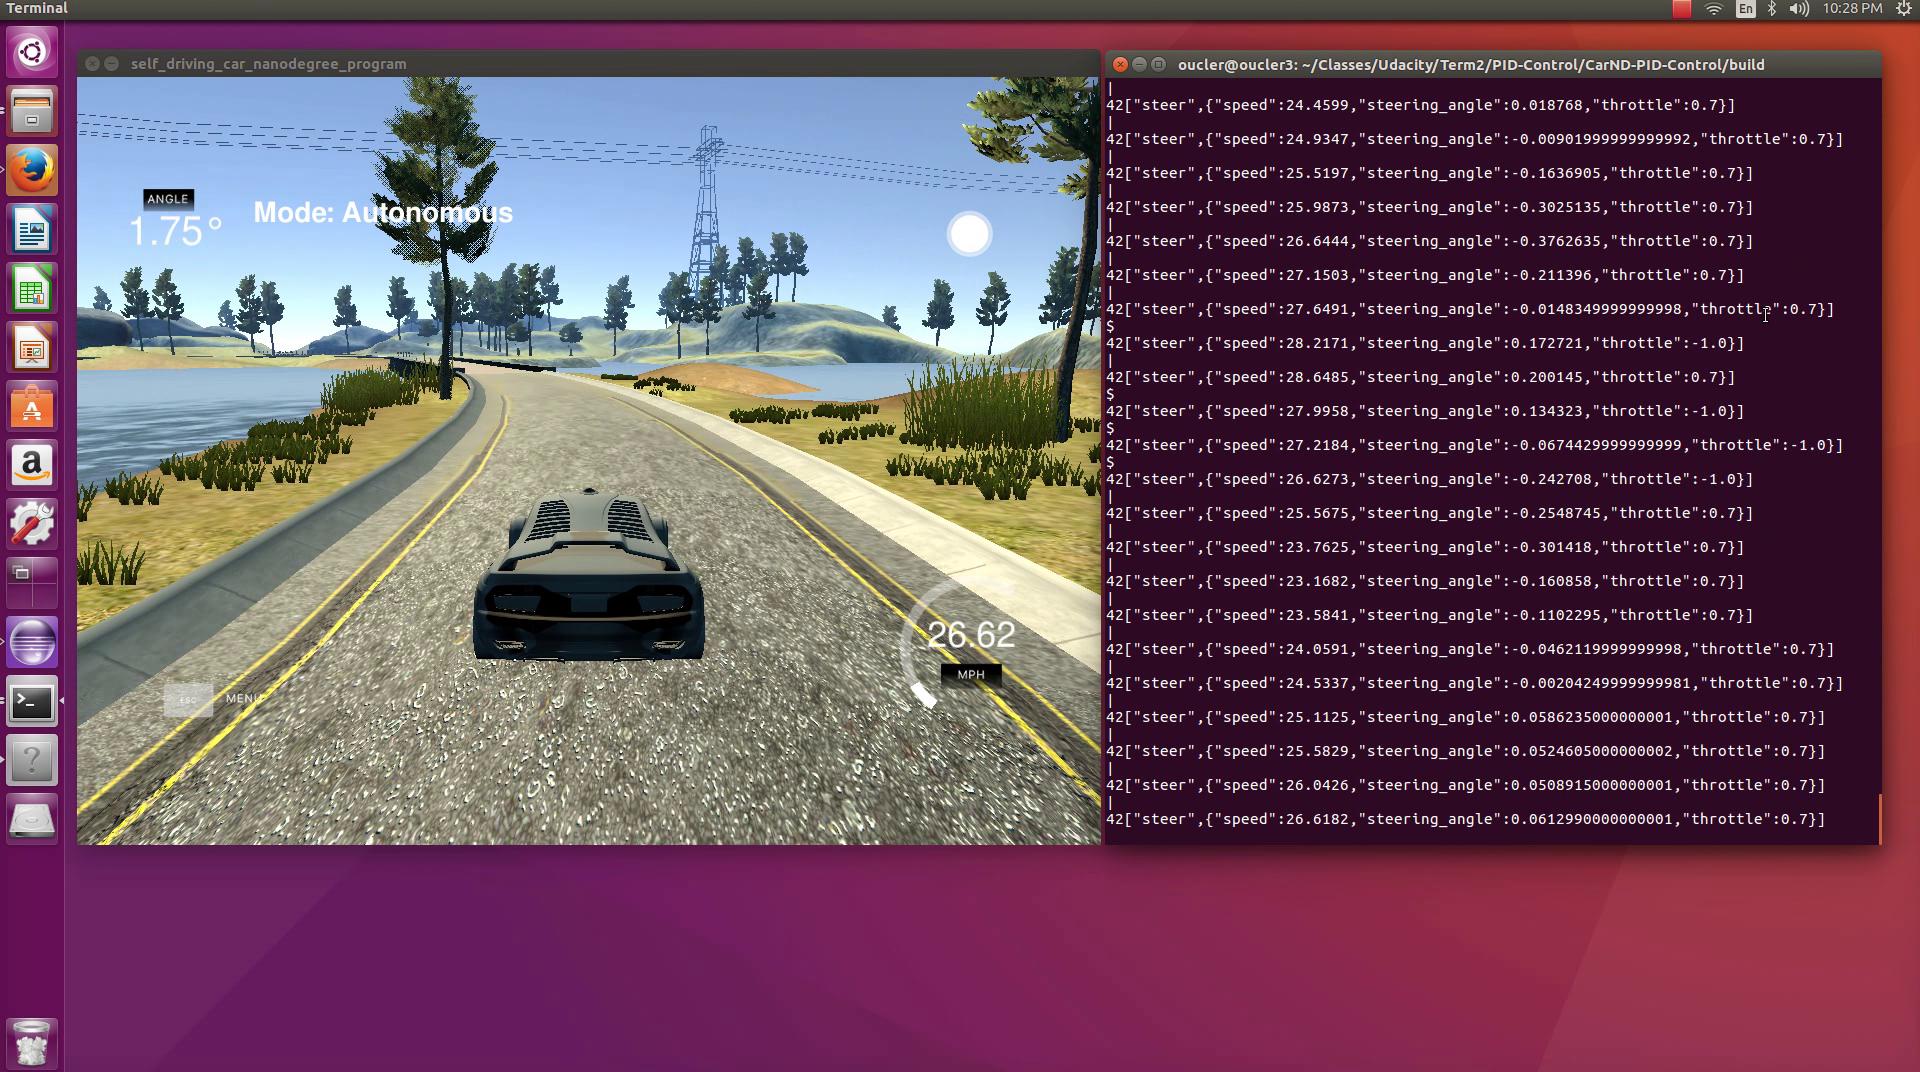 Terminal
En
10:28 PM
self_driving_car_nanodegree_program
ANGLE
1.75°
Mode: Autonomous
26.62
MPH
ESC
MENU
oucler@oucler3: ~/Classes/Udacity/Term2/PID-Control/CarND-PID-Control/build
|
42["steer",{"speed":24.4599,"steering_angle":0.018768,"throttle":0.7}]
|
42["steer",{"speed":24.9347,"steering_angle":-0.00901999999999992,"throttle":0.7}]
|
42["steer",{"speed":25.5197,"steering_angle":-0.1636905,"throttle":0.7}]
|
42["steer",{"speed":25.9873,"steering_angle":-0.3025135,"throttle":0.7}]
|
42["steer",{"speed":26.6444,"steering_angle":-0.3762635,"throttle":0.7}]
|
42["steer",{"speed":27.1503,"steering_angle":-0.211396,"throttle":0.7}]
|
42["steer",{"speed":27.6491,"steering_angle":-0.0148349999999998,"throttle":0.7}]
$
42["steer",{"speed":28.2171,"steering_angle":0.172721,"throttle":-1.0}]
|
42["steer",{"speed":28.6485,"steering_angle":0.200145,"throttle":0.7}]
$
42["steer",{"speed":27.9958,"steering_angle":0.134323,"throttle":-1.0}]
$
42["steer",{"speed":27.2184,"steering_angle":-0.0674429999999999,"throttle":-1.0}]
$
42["steer",{"speed":26.6273,"steering_angle":-0.242708,"throttle":-1.0}]
|
42["steer",{"speed":25.5675,"steering_angle":-0.2548745,"throttle":0.7}]
|
42["steer",{"speed":23.7625,"steering_angle":-0.301418,"throttle":0.7}]
|
42["steer",{"speed":23.1682,"steering_angle":-0.160858,"throttle":0.7}]
|
42["steer",{"speed":23.5841,"steering_angle":-0.1102295,"throttle":0.7}]
|
42["steer",{"speed":24.0591,"steering_angle":-0.0462119999999998,"throttle":0.7}]
|
42["steer",{"speed":24.5337,"steering_angle":-0.00204249999999981,"throttle":0.7}]
|
42["steer",{"speed":25.1125,"steering_angle":0.0586235000000001,"throttle":0.7}]
|
42["steer",{"speed":25.5829,"steering_angle":0.0524605000000002,"throttle":0.7}]
|
42["steer",{"speed":26.0426,"steering_angle":0.0508915000000001,"throttle":0.7}]
|
42["steer",{"speed":26.6182,"steering_angle":0.0612990000000001,"throttle":0.7}]